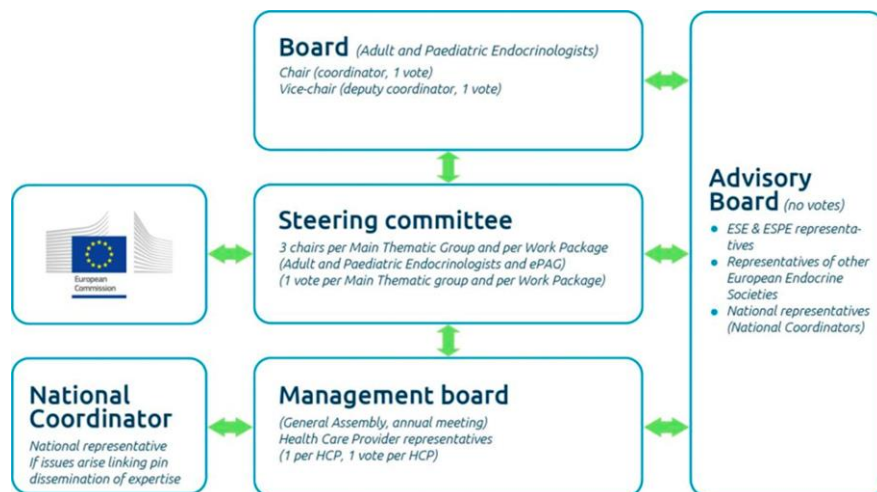 Board (Adult and Paediatric Endocrinologists)
Chair (coordinator, 1 vote)
Vice-chair (deputy coordinator, 1 vote)
European
Commission
Steering committee
3 chairs per Main Thematic Group and per Work Package
(Adult and Paediatric Endocrinologists and ePAG)
(1 vote per Main Thematic group and per Work Package)
National
Coordinator
National representative
If issues arise linking pin
dissemination of expertise
Management board
(General Assembly, annual meeting)
Health Care Provider representatives
(1 per HCP, 1 vote per HCP)
Advisory
Board (no votes)
ESE & ESPE representa-
tives
Representatives of other
European Endocrine
Societies
National representatives
(National Coordinators)